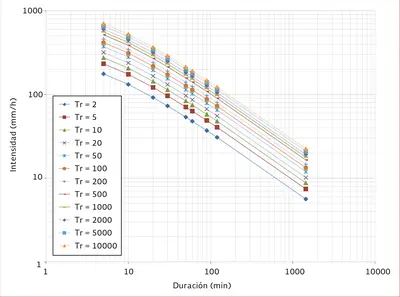 1000
100
10
1
Intensidad (mm/h)
Tr = 2
Tr = 5
Tr = 10
Tr = 20
Tr = 50
Tr = 100
Tr = 200
Tr = 500
Tr = 1000
Tr = 2000
Tr = 5000
Tr = 10000
1 10 100 1000 10000
Duración (min)